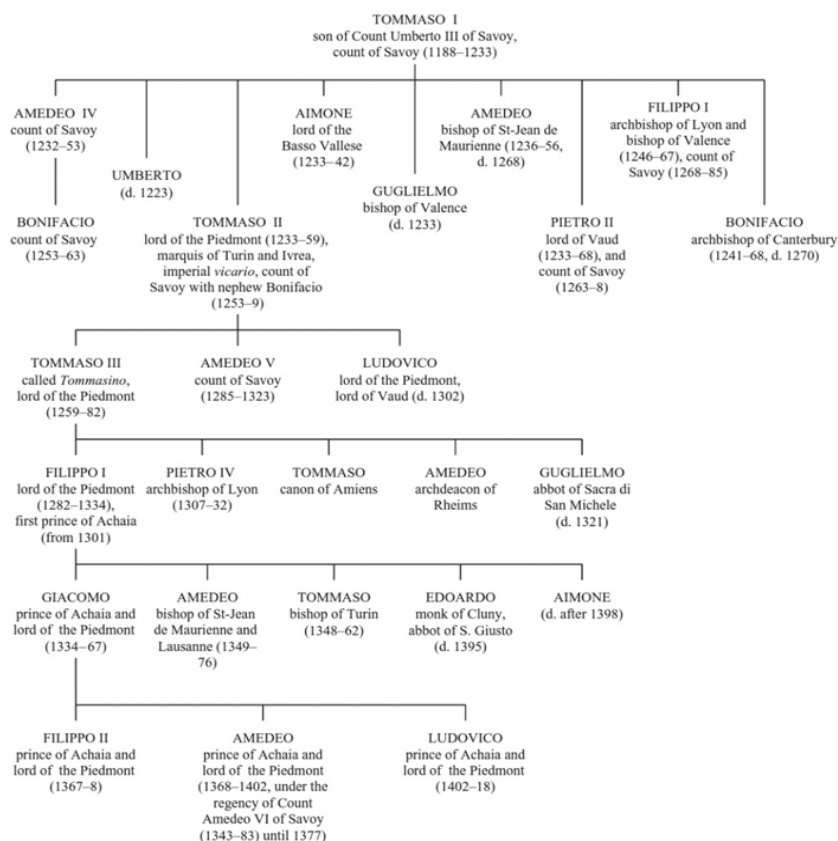 TOMMASO I
son of Count Umberto III of Savoy,
count of Savoy (1188–1233)
AMEDEO IV
count of Savoy
(1232–53)
UMBERTO
(d. 1223)
AIMONE
lord of the
Basso Vallese
(1233–42)
GUGLIELMO
bishop of Valence
(d. 1233)
AMEDEO
bishop of St-Jean de
Maurienne (1236–56,
d. 1268)
FILIPPO I
archbishop of Lyon and
bishop of Valence
(1246–67), count of
Savoy (1268–85)
BONIFACIO
count of Savoy
(1253–63)
TOMMASO II
lord of the Piedmont (1233–59),
marquis of Turin and Ivrea,
imperial vicario, count of
Savoy with nephew Bonifacio
(1253–9)
PIETRO II
lord of Vaud
(1233–68), and
count of Savoy
(1263–8)
BONIFACIO
archbishop of Canterbury
(1241–68, d. 1270)
TOMMASO III
called Tommasino,
lord of the Piedmont
(1259–82)
AMEDEO V
count of Savoy
(1285–1323)
LUDOVICO
lord of the Piedmont,
lord of Vaud (d. 1302)
FILIPPO I
lord of the Piedmont
(1282–1334),
first prince of Achaia
(from 1301)
PIETRO IV
archbishop of Lyon
(1307–32)
TOMMASO
canon of Amiens
AMEDEO
archdeacon of
Rheims
GUGLIELMO
abbot of Sacra di
San Michele
(d. 1321)
GIACOMO
prince of Achaia and
lord of the Piedmont
(1334–67)
AMEDEO
bishop of St-Jean
de Maurienne and
Lausanne (1349–
76)
TOMMASO
bishop of Turin
(1348–62)
EDOARDO
monk of Cluny,
abbot of S. Giusto
(d. 1395)
AIMONE
(d. after 1398)
FILIPPO II
prince of Achaia and
lord of the Piedmont
(1367–8)
AMEDEO
prince of Achaia and
lord of the Piedmont
(1368–1402, under the
regency of Count
Amedeo VI of Savoy
(1343–83) until 1377)
LUDOVICO
prince of Achaia and
lord of the Piedmont
(1402–18)